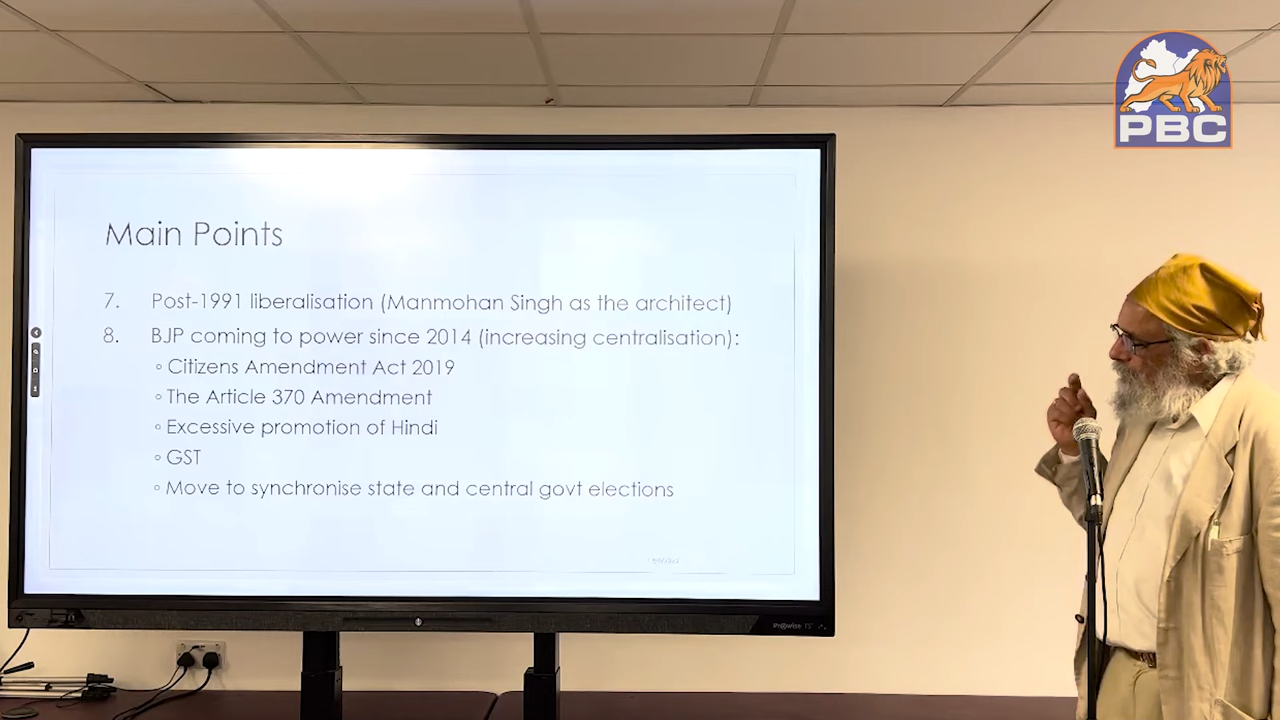 PBC
Main Points
7. Post-1991 liberalisation (Manmohan Singh as the architect)
8. BJP coming to power since 2014 (increasing centralisation):
◦ Citizens Amendment Act 2019
◦ The Article 370 Amendment
◦ Excessive promotion of Hindi
◦ GST
◦ Move to synchronise state and central govt elections
Prowise